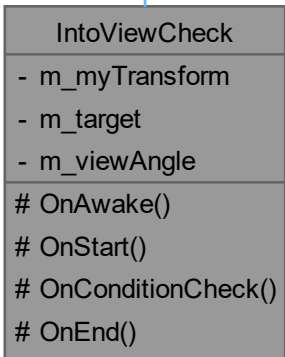 IntoViewCheck
- m_myTransform
- m_target
- m_viewAngle
# OnAwake()
# OnStart()
# OnConditionCheck()
# OnEnd()